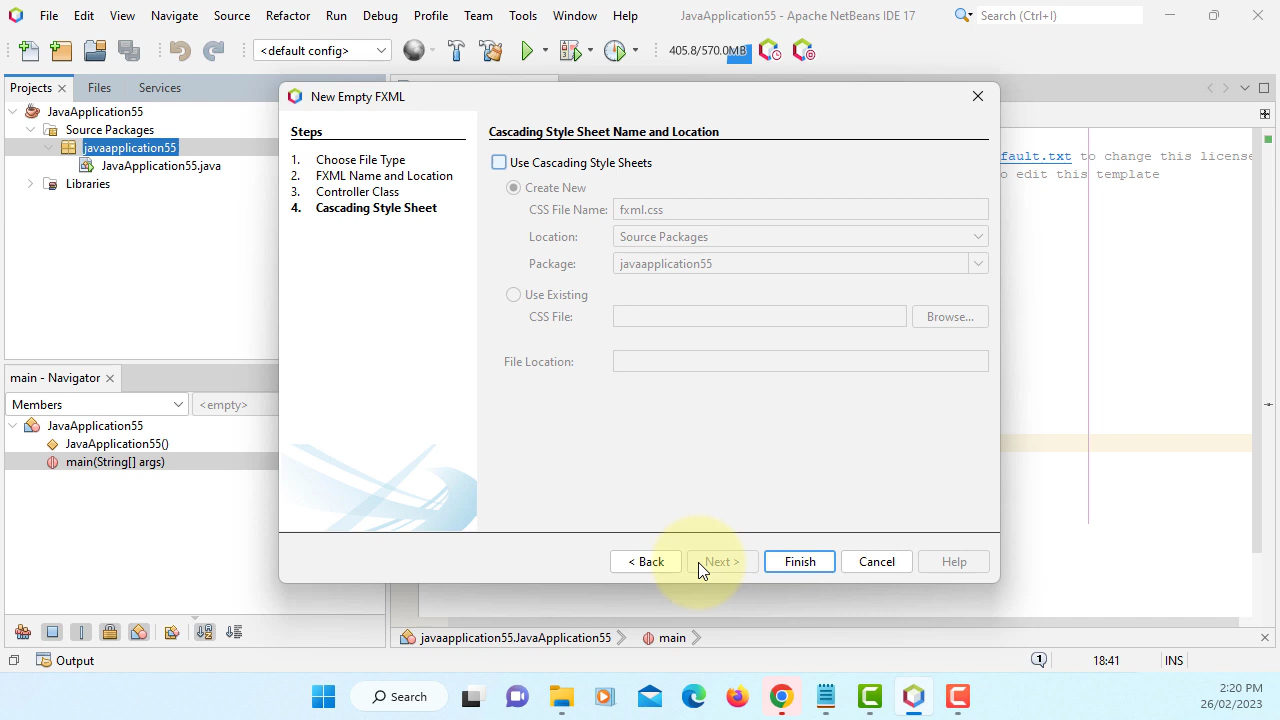 File Edit View Navigate Source Refactor Run Debug Profile Team Tools Window Help
JavaApplication55 - Apache NetBeans IDE 17
Search (Ctrl+I)
<default config>
405.8/570.0MB
Projects
Files
Services
JavaApplication55
Source Packages
javaapplication55
JavaApplication55.java
Libraries
main - Navigator
Members
<empty>
JavaApplication55
JavaApplication55()
main(String[] args)
New Empty FXML
Steps
1. Choose File Type
2. FXML Name and Location
3. Controller Class
4. Cascading Style Sheet
Cascading Style Sheet Name and Location
Use Cascading Style Sheets
Create New
CSS File Name: fxml.css
Location: Source Packages
Package: javaapplication55
Use Existing
CSS File:
Browse...
File Location:
< Back
Next >
Finish
Cancel
Help
fault.txt to change this license
o edit this template
javaapplication55.JavaApplication55
main
Output
1
18:41
INS
Search
2:20 PM
26/02/2023